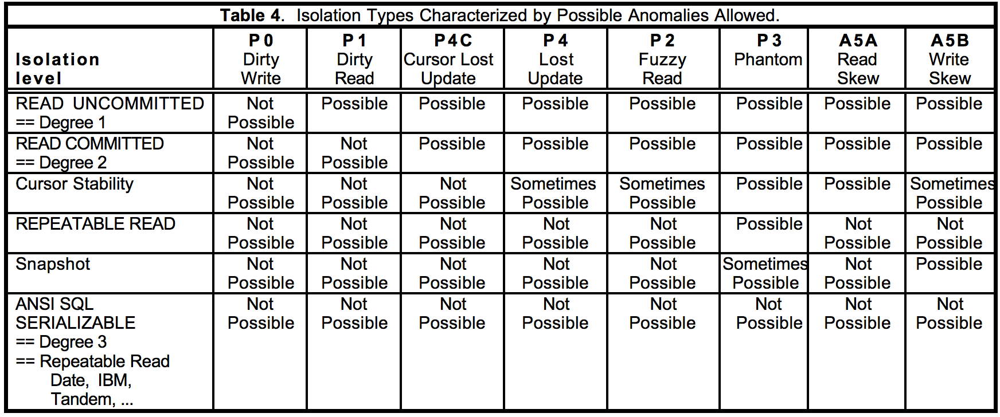 Table 4. Isolation Types Characterized by Possible Anomalies Allowed.
Isolation level | P0 Dirty Write | P1 Dirty Read | P4C Cursor Lost Update | P4 Lost Update | P2 Fuzzy Read | P3 Phantom | A5A Read Skew | A5B Write Skew
READ UNCOMMITTED == Degree 1 | Not Possible | Possible | Possible | Possible | Possible | Possible | Possible | Possible
READ COMMITTED == Degree 2 | Not Possible | Not Possible | Possible | Possible | Possible | Possible | Possible | Possible
Cursor Stability | Not Possible | Not Possible | Not Possible | Sometimes Possible | Sometimes Possible | Possible | Possible | Sometimes Possible
REPEATABLE READ | Not Possible | Not Possible | Not Possible | Not Possible | Not Possible | Possible | Not Possible | Not Possible
Snapshot | Not Possible | Not Possible | Not Possible | Not Possible | Not Possible | Sometimes Possible | Not Possible | Possible
ANSI SQL SERIALIZABLE == Degree 3 == Repeatable Read Date, IBM, Tandem, ... | Not Possible | Not Possible | Not Possible | Not Possible | Not Possible | Not Possible | Not Possible | Not Possible